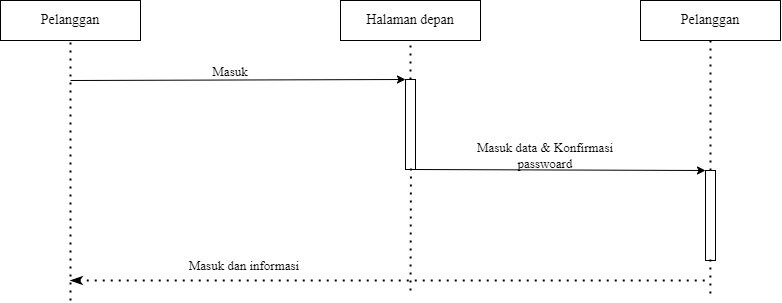 Pelanggan
Halaman depan
Pelanggan
Masuk
Masuk data & Konfirmasi
passwoard
Masuk dan informasi